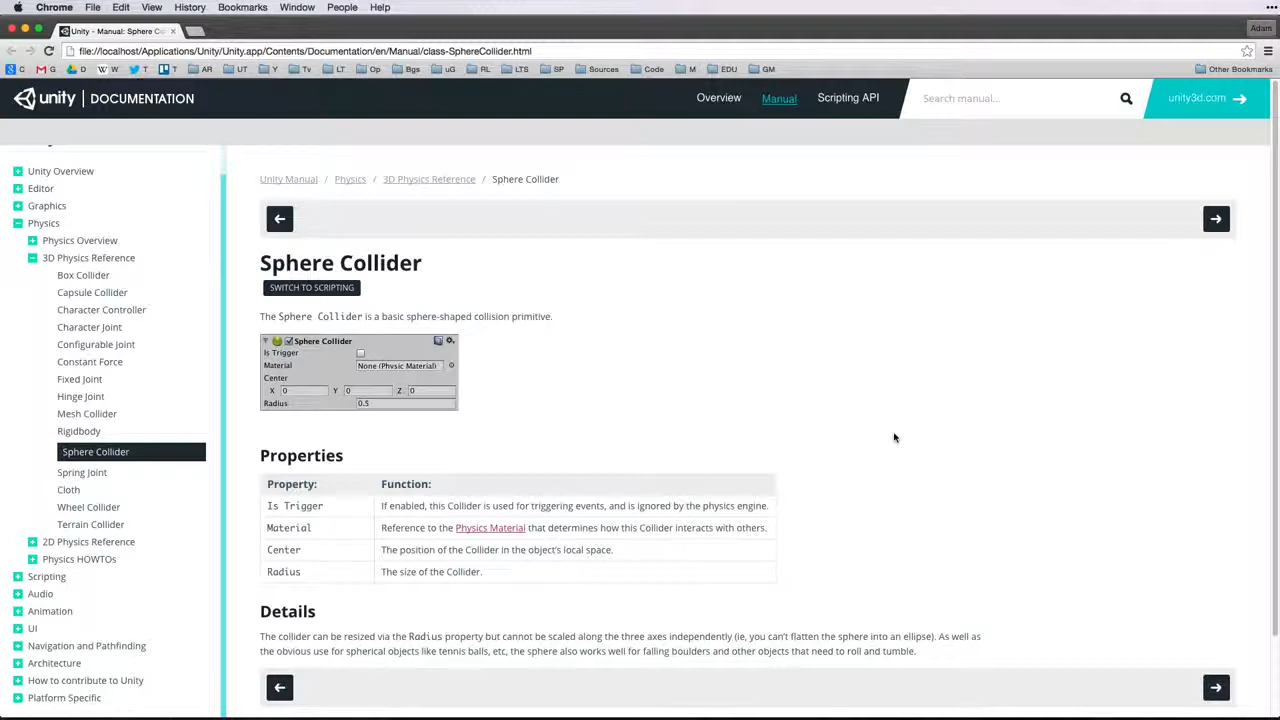 Chrome File Edit View History Bookmarks Window People Help
Unity - Manual: Sphere Co
Adam
file://localhost/Applications/Unity/Unity.app/Contents/Documentation/en/Manual/class-SphereCollider.html
C G D W T T AR UT Y Tv LT Op Bgs uG RL LTS SP Sources Code M EDU GM Other Bookmarks
unity | DOCUMENTATION
Overview Manual Scripting API
Search manual...
unity3d.com
Unity Overview
Editor
Graphics
Physics
Physics Overview
3D Physics Reference
Box Collider
Capsule Collider
Character Controller
Character Joint
Configurable Joint
Constant Force
Fixed Joint
Hinge Joint
Mesh Collider
Rigidbody
Sphere Collider
Spring Joint
Cloth
Wheel Collider
Terrain Collider
2D Physics Reference
Physics HOWTOs
Scripting
Audio
Animation
UI
Navigation and Pathfinding
Architecture
How to contribute to Unity
Platform Specific
Unity Manual / Physics / 3D Physics Reference / Sphere Collider
Sphere Collider
SWITCH TO SCRIPTING
The Sphere Collider is a basic sphere-shaped collision primitive.
Sphere Collider
Is Trigger
Material None (Physic Material)
Center
X 0 Y 0 Z 0
Radius 0.5
Properties
Property: Function:
Is Trigger If enabled, this Collider is used for triggering events, and is ignored by the physics engine.
Material Reference to the Physics Material that determines how this Collider interacts with others.
Center The position of the Collider in the object's local space.
Radius The size of the Collider.
Details
The collider can be resized via the Radius property but cannot be scaled along the three axes independently (ie, you can't flatten the sphere into an ellipse). As well as
the obvious use for spherical objects like tennis balls, etc, the sphere also works well for falling boulders and other objects that need to roll and tumble.